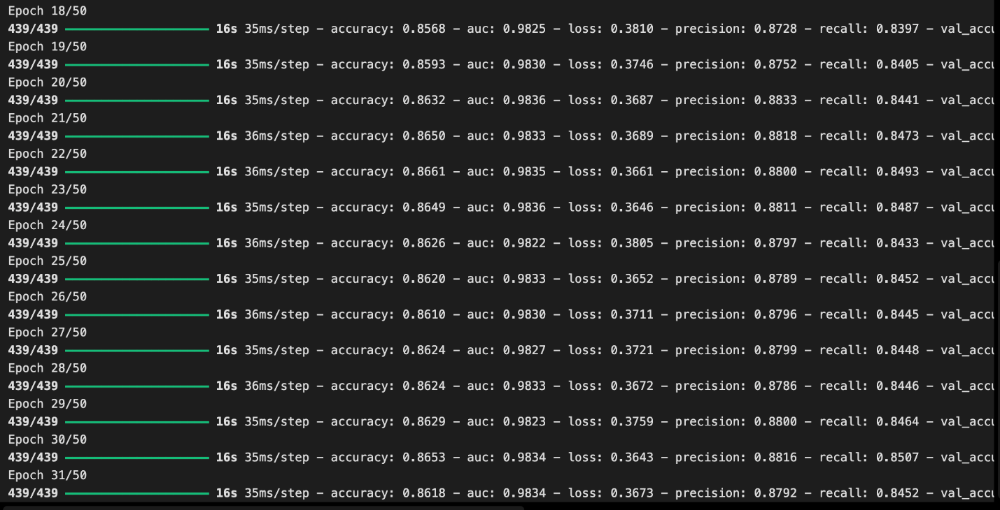 Epoch 18/50
439/439 16s 35ms/step - accuracy: 0.8568 - auc: 0.9825 - loss: 0.3810 - precision: 0.8728 - recall: 0.8397 - val_accu
Epoch 19/50
439/439 16s 35ms/step - accuracy: 0.8593 - auc: 0.9830 - loss: 0.3746 - precision: 0.8752 - recall: 0.8405 - val_accu
Epoch 20/50
439/439 16s 35ms/step - accuracy: 0.8632 - auc: 0.9836 - loss: 0.3687 - precision: 0.8833 - recall: 0.8441 - val_accu
Epoch 21/50
439/439 16s 36ms/step - accuracy: 0.8650 - auc: 0.9833 - loss: 0.3689 - precision: 0.8818 - recall: 0.8473 - val_accu
Epoch 22/50
439/439 16s 36ms/step - accuracy: 0.8661 - auc: 0.9835 - loss: 0.3661 - precision: 0.8800 - recall: 0.8493 - val_accu
Epoch 23/50
439/439 16s 35ms/step - accuracy: 0.8649 - auc: 0.9836 - loss: 0.3646 - precision: 0.8811 - recall: 0.8487 - val_accu
Epoch 24/50
439/439 16s 36ms/step - accuracy: 0.8626 - auc: 0.9822 - loss: 0.3805 - precision: 0.8797 - recall: 0.8433 - val_accu
Epoch 25/50
439/439 16s 35ms/step - accuracy: 0.8620 - auc: 0.9833 - loss: 0.3652 - precision: 0.8789 - recall: 0.8452 - val_accu
Epoch 26/50
439/439 16s 36ms/step - accuracy: 0.8610 - auc: 0.9830 - loss: 0.3711 - precision: 0.8796 - recall: 0.8445 - val_accu
Epoch 27/50
439/439 16s 35ms/step - accuracy: 0.8624 - auc: 0.9827 - loss: 0.3721 - precision: 0.8799 - recall: 0.8448 - val_accu
Epoch 28/50
439/439 16s 36ms/step - accuracy: 0.8624 - auc: 0.9833 - loss: 0.3672 - precision: 0.8786 - recall: 0.8446 - val_accu
Epoch 29/50
439/439 16s 35ms/step - accuracy: 0.8629 - auc: 0.9823 - loss: 0.3759 - precision: 0.8800 - recall: 0.8464 - val_accu
Epoch 30/50
439/439 16s 35ms/step - accuracy: 0.8653 - auc: 0.9834 - loss: 0.3643 - precision: 0.8816 - recall: 0.8507 - val_accu
Epoch 31/50
439/439 16s 35ms/step - accuracy: 0.8618 - auc: 0.9834 - loss: 0.3673 - precision: 0.8792 - recall: 0.8452 - val_accu